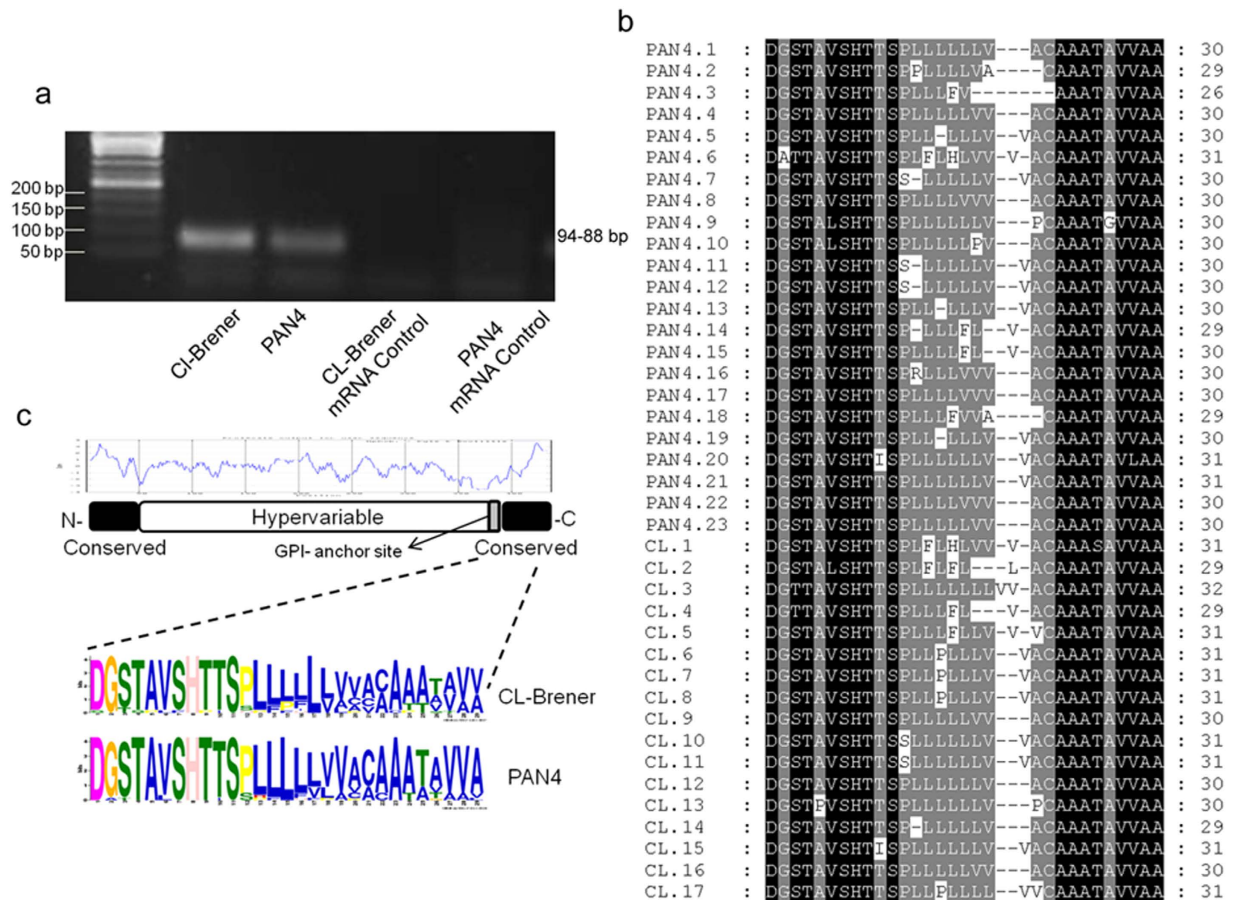 a
200 bp
150 bp
100 bp
50 bp
94-88 bp
Cl-Brener
PAN4
CL-Brener
mRNA Control
PAN4
mRNA Control
b
PAN4.1 : DGSTAVSHTTSPLLLLLLV---ACAAATAVVAA : 30
PAN4.2 : DGSTAVSHTTSPPLLLLVA----CAAATAVVAA : 29
PAN4.3 : DGSTAVSHTTSPLLLFV-------AAATAVVAA : 26
PAN4.4 : DGSTAVSHTTSPLLLLLVV---ACAAATAVVAA : 30
PAN4.5 : DGSTAVSHTTSPLL-LLLV--VACAAATAVVAA : 30
PAN4.6 : DATTAVSHTTSPLFLHLVV-V-ACAAATAVVAA : 31
PAN4.7 : DGSTAVSHTTSS-LLLLLV--VACAAATAVVAA : 30
PAN4.8 : DGSTAVSHTTSPLLLLVVV---ACAAATAVVAA : 30
PAN4.9 : DGSTAVSHTTSPLLLLLLV---PCAAATGVVAA : 30
PAN4.10 : DGSTALSHTTSPLLLLLPV---ACAAATAVVAA : 30
PAN4.11 : DGSTAVSHTTSS-LLLLLV--VACAAATAVVAA : 30
PAN4.12 : DGSTAVSHTTSS-LLLLLV--VACAAATAVVAA : 30
PAN4.13 : DGSTAVSHTTSPLL-LLLV--VACAAATAVVAA : 30
PAN4.14 : DGSTAVSHTTSP-LLLFL--V-ACAAATAVVAA : 29
PAN4.15 : DGSTAVSHTTSPLLLLFL--V-ACAAATAVVAA : 30
PAN4.16 : DGSTAVSHTTSPRLLLVVV---ACAAATAVVAA : 30
PAN4.17 : DGSTAVSHTTSPLLLLVVV---ACAAATAVVAA : 30
PAN4.18 : DGSTAVSHTTSPLLLFVVA----CAAATAVVAA : 29
PAN4.19 : DGSTAVSHTTSPLL-LLLV--VACAAATAVVAA : 30
PAN4.20 : DGSTAVSHTISPLLLLLLV--VACAAATAVLAA : 31
PAN4.21 : DGSTAVSHTTSPLLLLLLV--VACAAATAVVAA : 31
PAN4.22 : DGSTAVSHTTSPLLLLLVV---ACAAATAVVAA : 30
PAN4.23 : DGSTAVSHTTSPLLLLLVV---ACAAATAVVAA : 30
CL.1 : DGSTAVSHTTSPLFLHLVV-V-ACAAASAVVAA : 31
CL.2 : DGSTALSHTTSPLFLFL---L-ACAAATAVVAA : 29
CL.3 : DGTTAVSHTTSPLLLLLLLVV-ACAAATAVVAA : 32
CL.4 : DGTTAVSHTTSPLLLFL---V-ACAAATAVVAA : 29
CL.5 : DGSTAVSHTTSPLLLFLLV-V-VCAAATAVVAA : 31
CL.6 : DGSTAVSHTTSPLLPLLLV--VACAAATAVVAA : 31
CL.7 : DGSTAVSHTTSPLLPLLLV--VACAAATAVVAA : 31
CL.8 : DGSTAVSHTTSPLLPLLLV--VACAAATAVVAA : 31
CL.9 : DGSTAVSHTTSPLLLLLVV---ACAAATAVVAA : 30
CL.10 : DGSTAVSHTTSSLLLLLLV--VACAAATAVVAA : 31
CL.11 : DGSTAVSHTTSSLLLLLLV--VACAAATAVVAA : 31
CL.12 : DGSTAVSHTTSPLLLLLVV---ACAAATAVVAA : 30
CL.13 : DGSTPVSHTTSPLLLLLLV---PCAAATAVVAA : 30
CL.14 : DGSTAVSHTTSP-LLLLLV---ACAAATAVVAA : 29
CL.15 : DGSTAVSHTISPLLLLLLV--VACAAATAVVAA : 31
CL.16 : DGSTAVSHTTSPLLLLLVV---ACAAATAVVAA : 30
CL.17 : DGSTAVSHTTSPLLPLLLL--VVCAAATAVVAA : 31
c
N-
Hypervariable
-C
Conserved
GPI- anchor site
Conserved
DGSTAVSHTTSPLLLLLLVVACAAATAVV
CL-Brener
DGSTAVSHTTSPLLLLLVVACAAATAVVA
PAN4